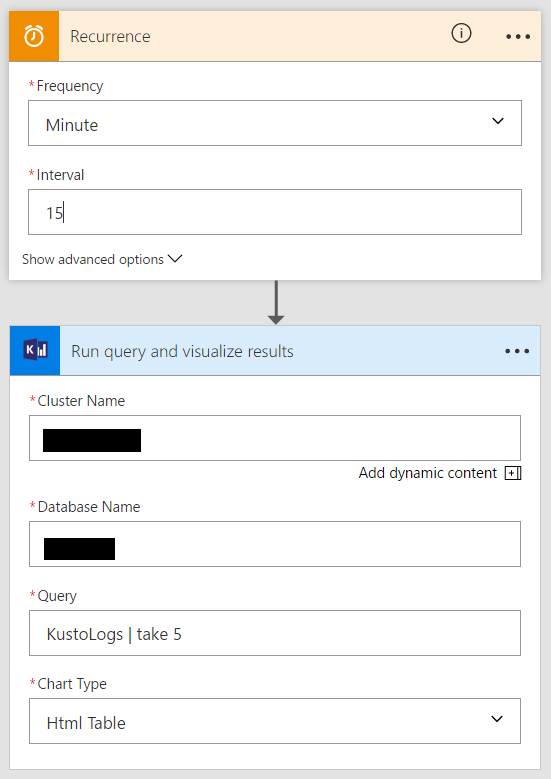 Recurrence
*Frequency
Minute
*Interval
15
Show advanced options
K
Run query and visualize results
*Cluster Name
Add dynamic content
*Database Name
*Query
KustoLogs | take 5
*Chart Type
Html Table